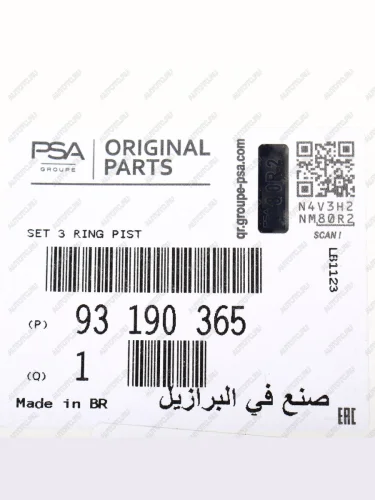 PSA
GROUPE
ORIGINAL
PARTS
qr.groupe-psa.com
M80R2
N4V3H2
NM80R2
SCAN!
LB1123
SET 3 RING PIST
(P) 93 190 365
(Q) 1
Made in BR
صنع في البرازيل
EAC